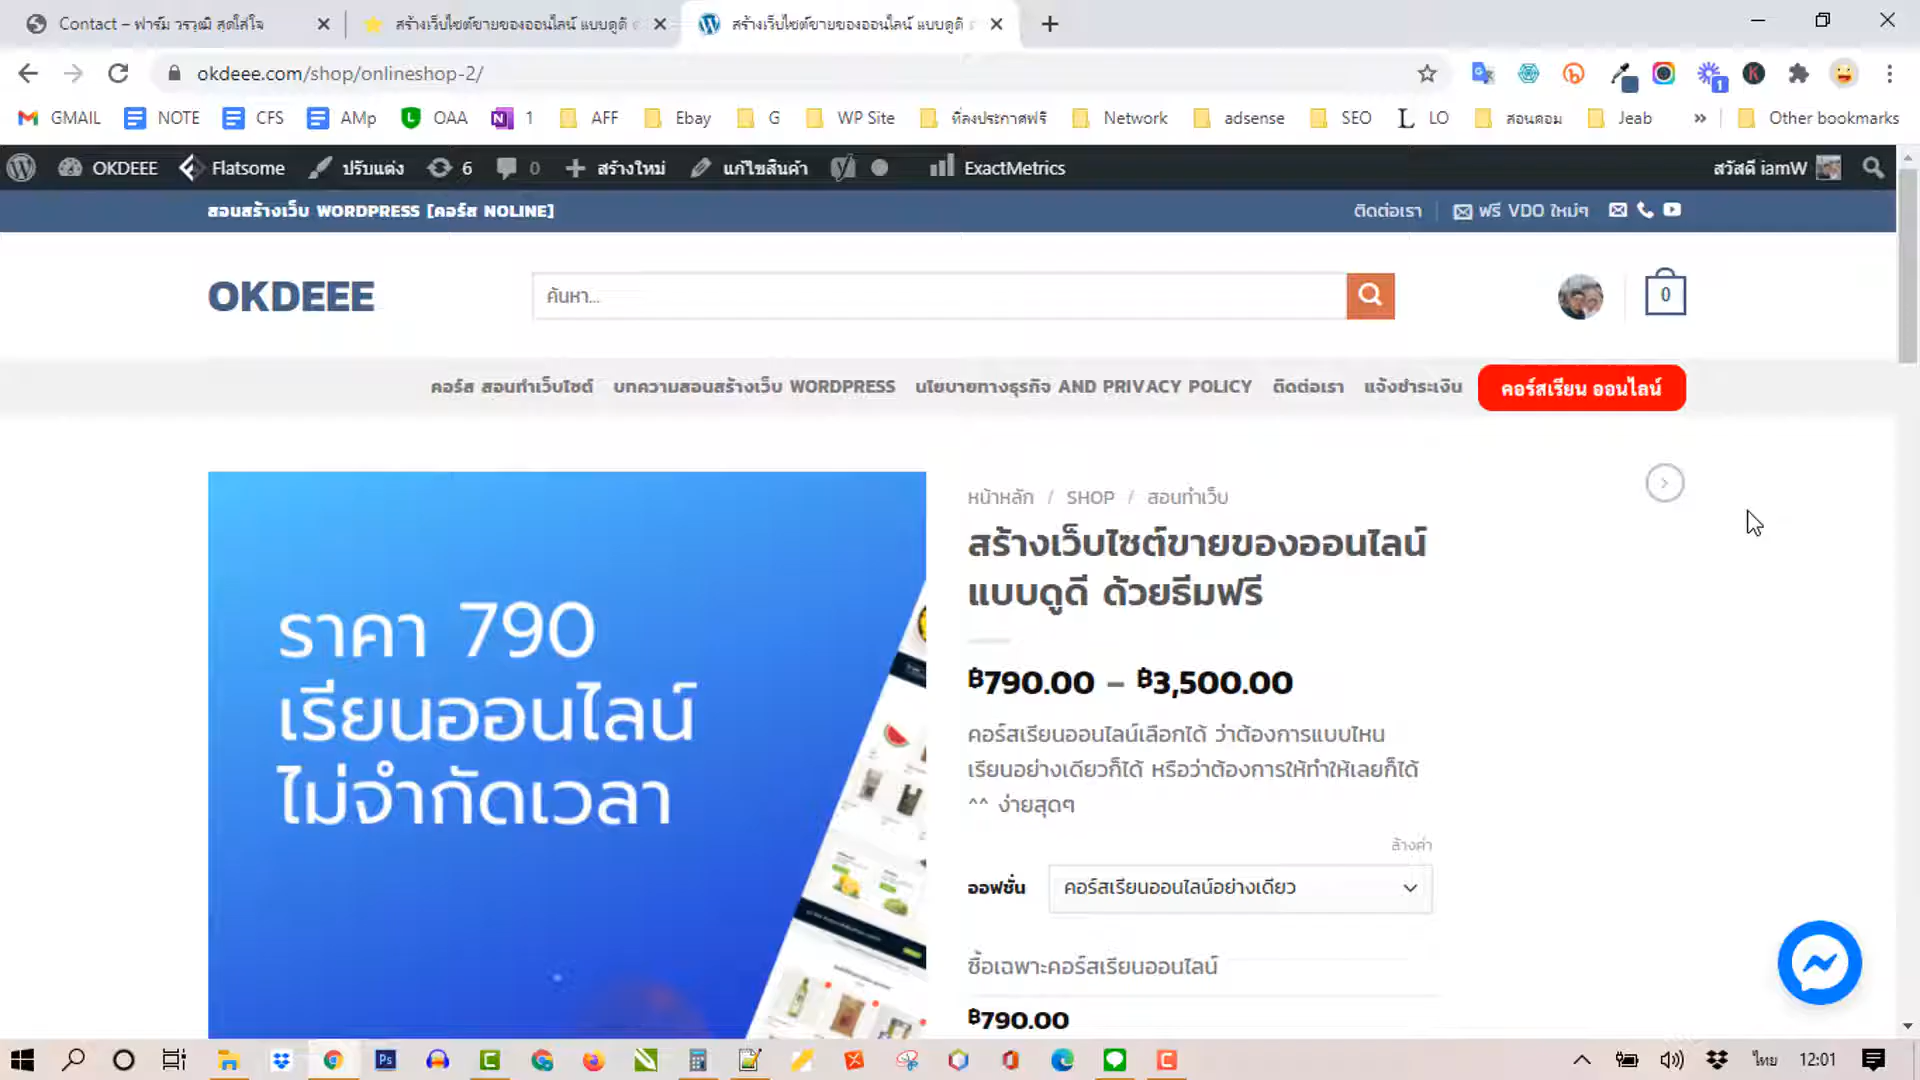 Contact – ฟาร์ม วรวุฒิ สุดใส่ใจ
สร้างเว็บไซต์ขายของออนไลน์ แบบดูดี
สร้างเว็บไซต์ขายของออนไลน์ แบบดูดี
okdeee.com/shop/onlineshop-2/
GMAIL NOTE CFS AMp OAA 1 AFF Ebay G WP Site ที่ลงประกาศฟรี Network adsense SEO LO สอนคอม Jeab » Other bookmarks
OKDEEE Flatsome ปรับแต่ง 6 0 สร้างใหม่ แก้ไขสินค้า ExactMetrics สวัสดี iamW
สอนสร้างเว็บ WORDPRESS [คอร์ส NOLINE] ติดต่อเรา ฟรี VDO ใหม่ๆ
OKDEEE ค้นหา... 0
คอร์ส สอนทำเว็บไซต์ บทความสอนสร้างเว็บ WORDPRESS นโยบายทางธุรกิจ AND PRIVACY POLICY ติดต่อเรา แจ้งชำระเงิน คอร์สเรียน ออนไลน์
ราคา 790
เรียนออนไลน์
ไม่จำกัดเวลา
หน้าหลัก / SHOP / สอนทำเว็บ
สร้างเว็บไซต์ขายของออนไลน์
แบบดูดี ด้วยธีมฟรี
฿790.00 – ฿3,500.00
คอร์สเรียนออนไลน์เลือกได้ ว่าต้องการแบบไหน
เรียนอย่างเดียวก็ได้ หรือว่าต้องการให้ทำให้เลยก็ได้
^^ ง่ายสุดๆ
ล้างค่า
ออฟชั่น คอร์สเรียนออนไลน์อย่างเดียว
ซื้อเฉพาะคอร์สเรียนออนไลน์
฿790.00
ไทย 12:01